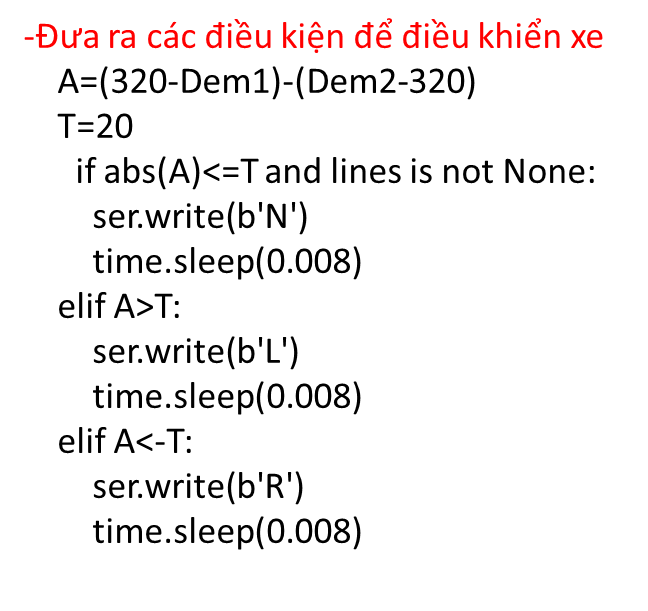 -Đưa ra các điều kiện để điều khiển xe
A=(320-Dem1)-(Dem2-320)
T=20
if abs(A)<=T and lines is not None:
ser.write(b'N')
time.sleep(0.008)
elif A>T:
ser.write(b'L')
time.sleep(0.008)
elif A<-T:
ser.write(b'R')
time.sleep(0.008)